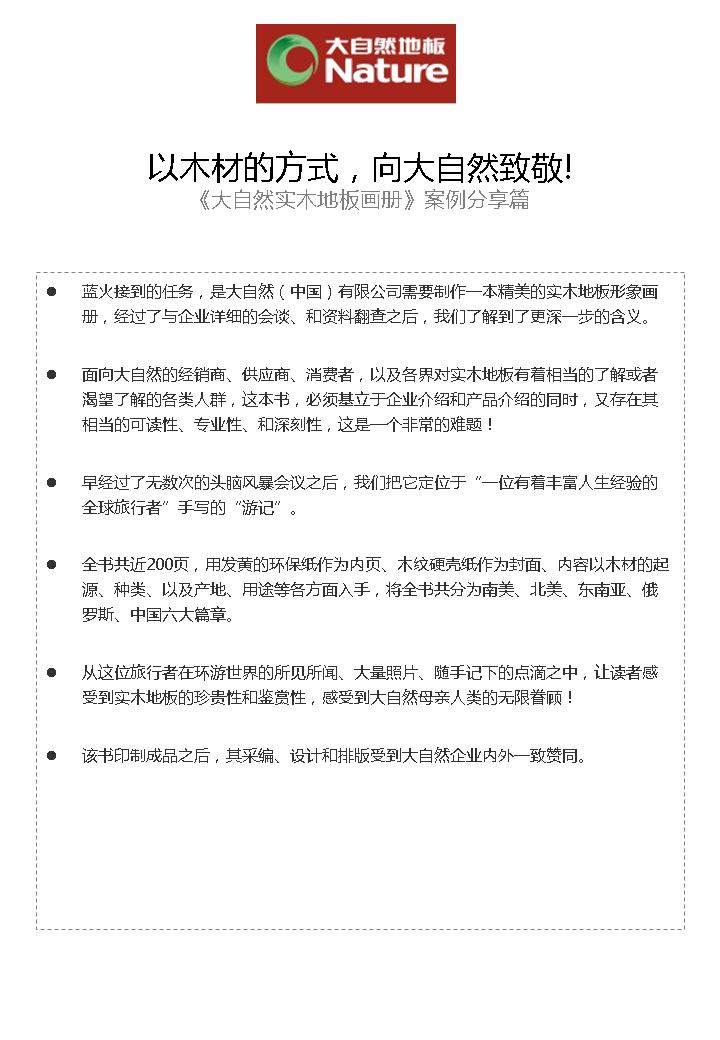 大自然地板
Nature
以木材的方式，向大自然致敬!
《大自然实木地板画册》案例分享篇
● 蓝火接到的任务，是大自然（中国）有限公司需要制作一本精美的实木地板形象画
册，经过了与企业详细的会谈、和资料翻查之后，我们了解到了更深一步的含义。
● 面向大自然的经销商、供应商、消费者，以及各界对实木地板有着相当的了解或者
渴望了解的各类人群，这本书，必须基立于企业介绍和产品介绍的同时，又存在其
相当的可读性、专业性、和深刻性，这是一个非常的难题！
● 早经过了无数次的头脑风暴会议之后，我们把它定位于“一位有着丰富人生经验的
全球旅行者”手写的“游记”。
● 全书共近200页，用发黄的环保纸作为内页、木纹硬壳纸作为封面、内容以木材的起
源、种类、以及产地、用途等各方面入手，将全书共分为南美、北美、东南亚、俄
罗斯、中国六大篇章。
● 从这位旅行者在环游世界的所见所闻、大量照片、随手记下的点滴之中，让读者感
受到实木地板的珍贵性和鉴赏性，感受到大自然母亲人类的无限眷顾！
● 该书印制成品之后，其采编、设计和排版受到大自然企业内外一致赞同。